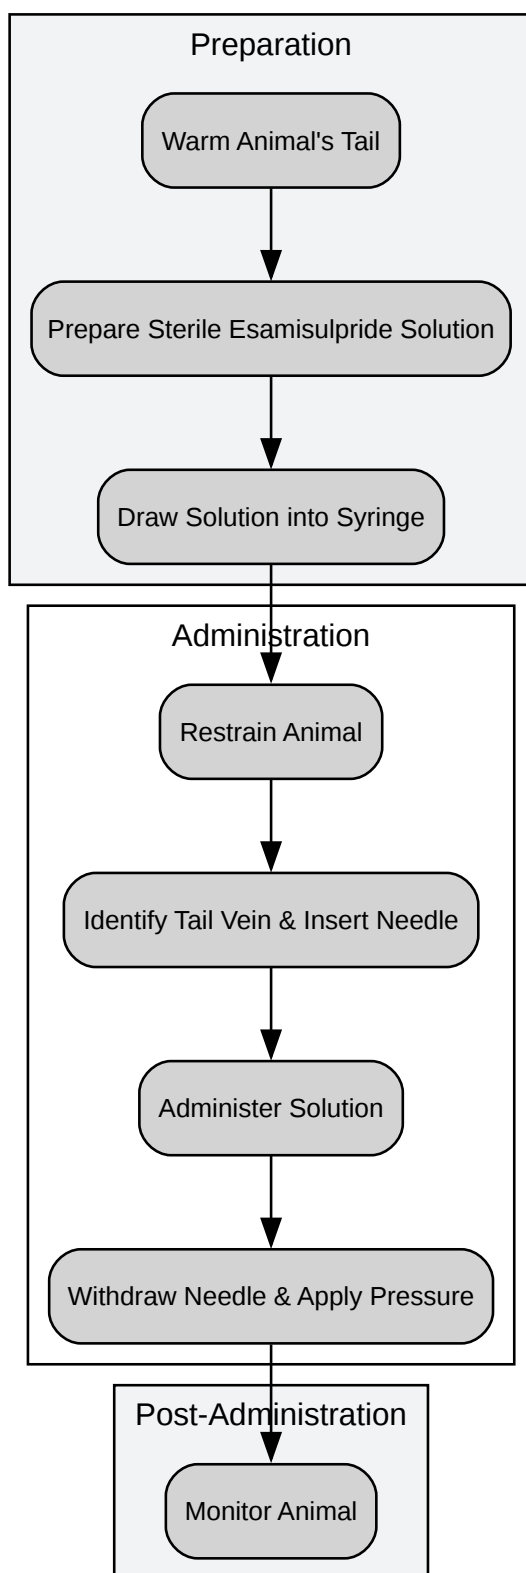 Preparation
Warm Animal's Tail
Prepare Sterile Esamisulpride Solution
Draw Solution into Syringe
Administration
Restrain Animal
Identify Tail Vein & Insert Needle
Administer Solution
Withdraw Needle & Apply Pressure
Post-Administration
Monitor Animal